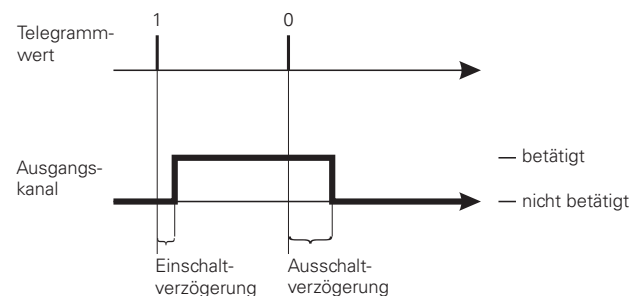 1 0
Telegramm-
wert
Ausgangs-
kanal
— betätigt
— nicht betätigt
Einschalt-
verzögerung
Ausschalt-
verzögerung